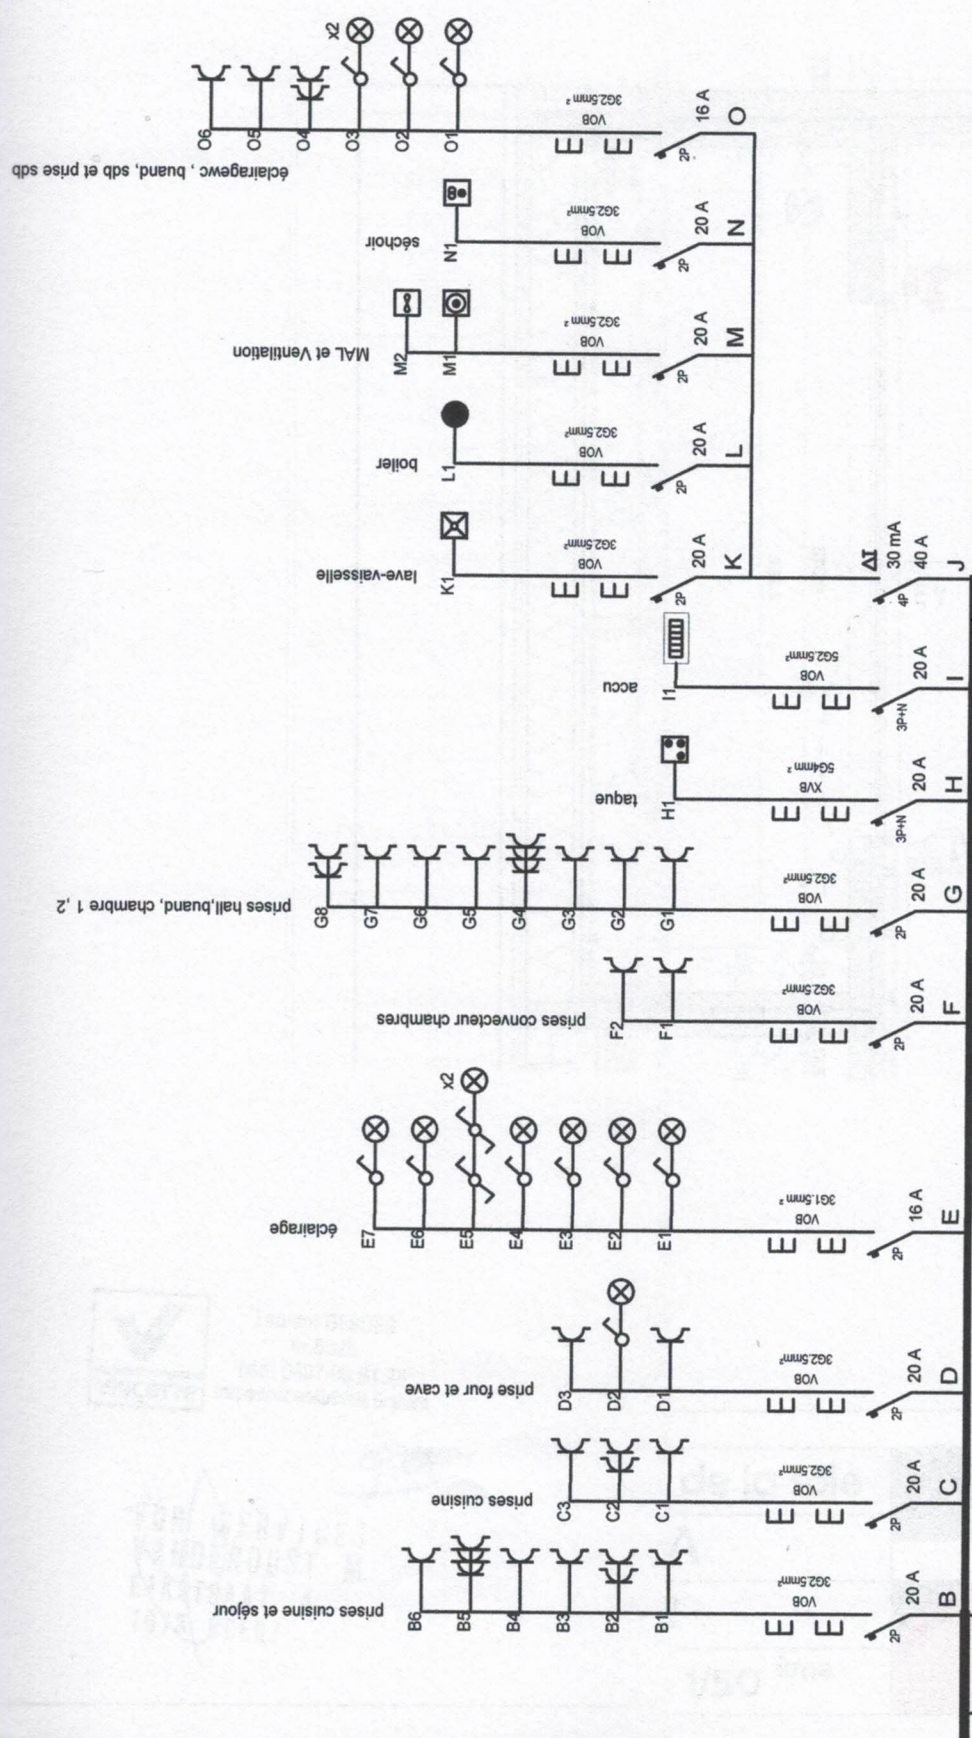 prises cuisine et séjour
B6
B5
B4
B3
B2
B1
VOB
3G2.5mm²
2P
20 A
B
prises cuisine
C3
C2
C1
VOB
3G2.5mm²
2P
20 A
C
prise four et cave
D3
D2
D1
VOB
3G2.5mm²
2P
20 A
D
éclairage
x2
E7
E6
E5
E4
E3
E2
E1
VOB
3G1.5mm²
2P
16 A
E
prises convecteur chambres
F2
F1
VOB
3G2.5mm²
2P
20 A
F
prises hall,buand, chambre 1 ,2
G8
G7
G6
G5
G4
G3
G2
G1
VOB
3G2.5mm²
2P
20 A
G
taque
H1
XVB
5G4mm²
3P+N
20 A
H
accu
I1
VOB
5G2.5mm²
3P+N
20 A
I
ΔI
30 mA
4P
40 A
J
lave-vaisselle
K1
VOB
3G2.5mm²
2P
20 A
K
boiler
L1
VOB
3G2.5mm²
2P
20 A
L
MAL et Ventilation
M2
M1
VOB
3G2.5mm²
2P
20 A
M
séchoir
N1
VOB
3G2.5mm²
2P
20 A
N
éclairagewc , buand, sdb et prise sdb
x2
O6
O5
O4
O3
O2
O1
VOB
3G2.5mm²
2P
16 A
O